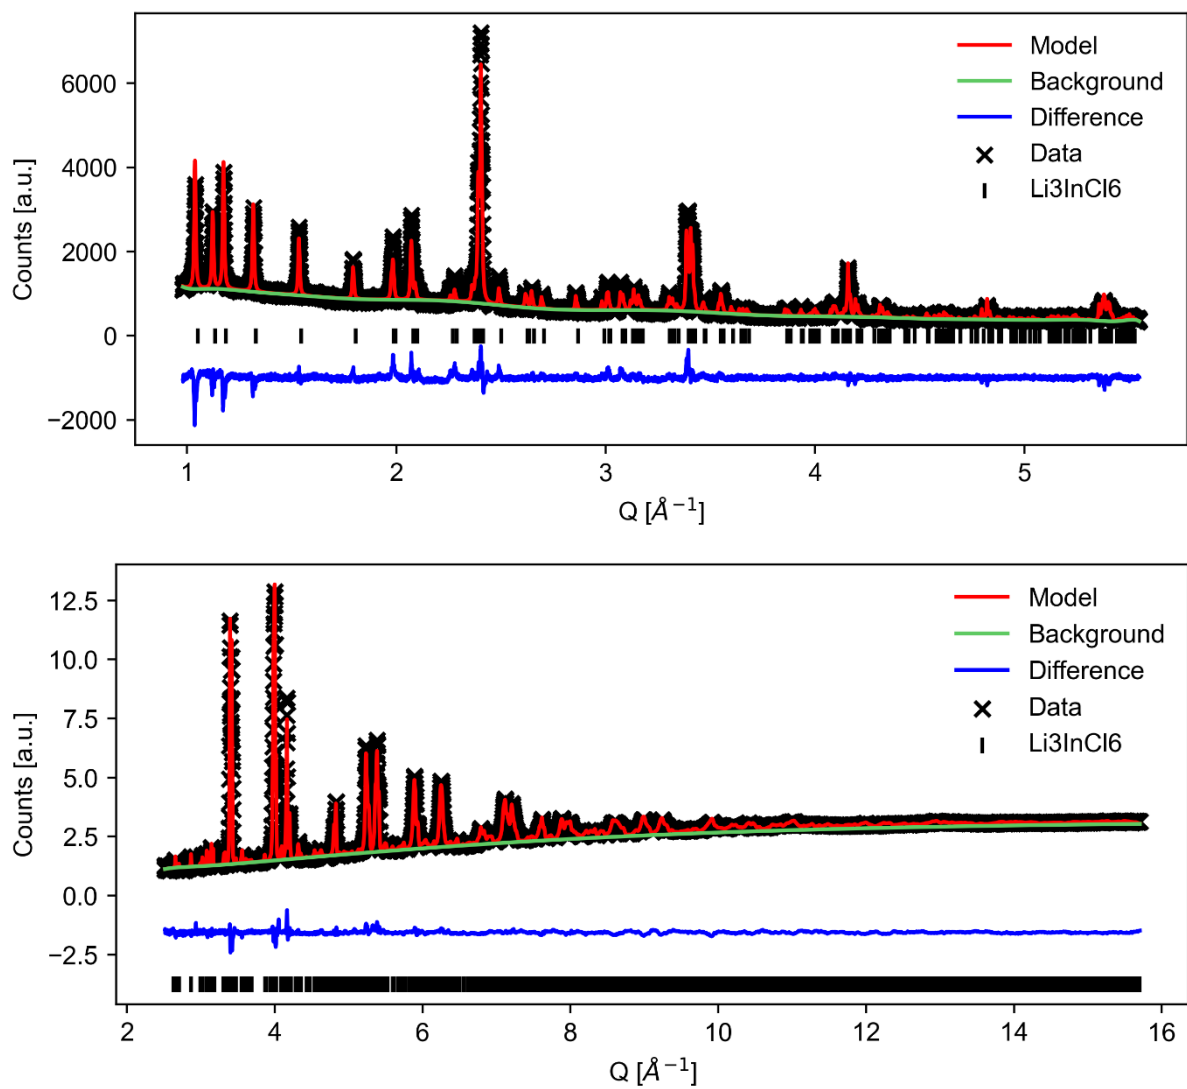 Counts [a.u.]
6000
4000
2000
0
−2000
Model
Background
Difference
Data
Li3InCl6
1 2 3 4 5
Q [Å⁻¹]
Counts [a.u.]
12.5
10.0
7.5
5.0
2.5
0.0
−2.5
Model
Background
Difference
Data
Li3InCl6
2 4 6 8 10 12 14 16
Q [Å⁻¹]